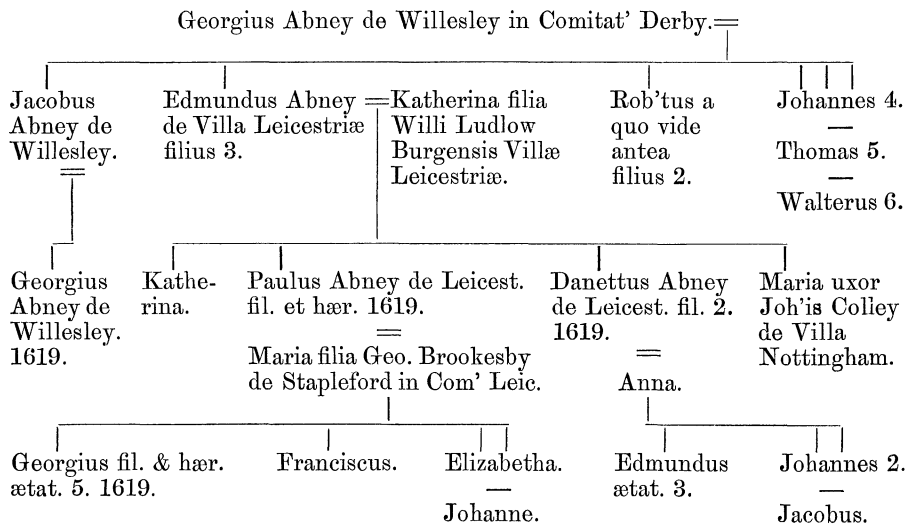 Georgius Abney de Willesley in Comitat' Derby.
Jacobus
Abney de
Willesley.
Edmundus Abney
de Villa Leicestriæ
filius 3.
Katherina filia
Willi Ludlow
Burgensis Villæ
Leicestriæ.
Rob'tus a
quo vide
antea
filius 2.
Johannes 4.
—
Thomas 5.
—
Walterus 6.
Georgius
Abney de
Willesley.
1619.
Kathe-
rina.
Paulus Abney de Leicest.
fil. et hær. 1619.
Maria filia Geo. Brookesby
de Stapleford in Com' Leic.
Danettus Abney
de Leicest. fil. 2.
1619.
Anna.
Maria uxor
Joh'is Colley
de Villa
Nottingham.
Georgius fil. & hær.
ætat. 5. 1619.
Franciscus.
Elizabetha.
—
Johanne.
Edmundus
ætat. 3.
Johannes 2.
—
Jacobus.